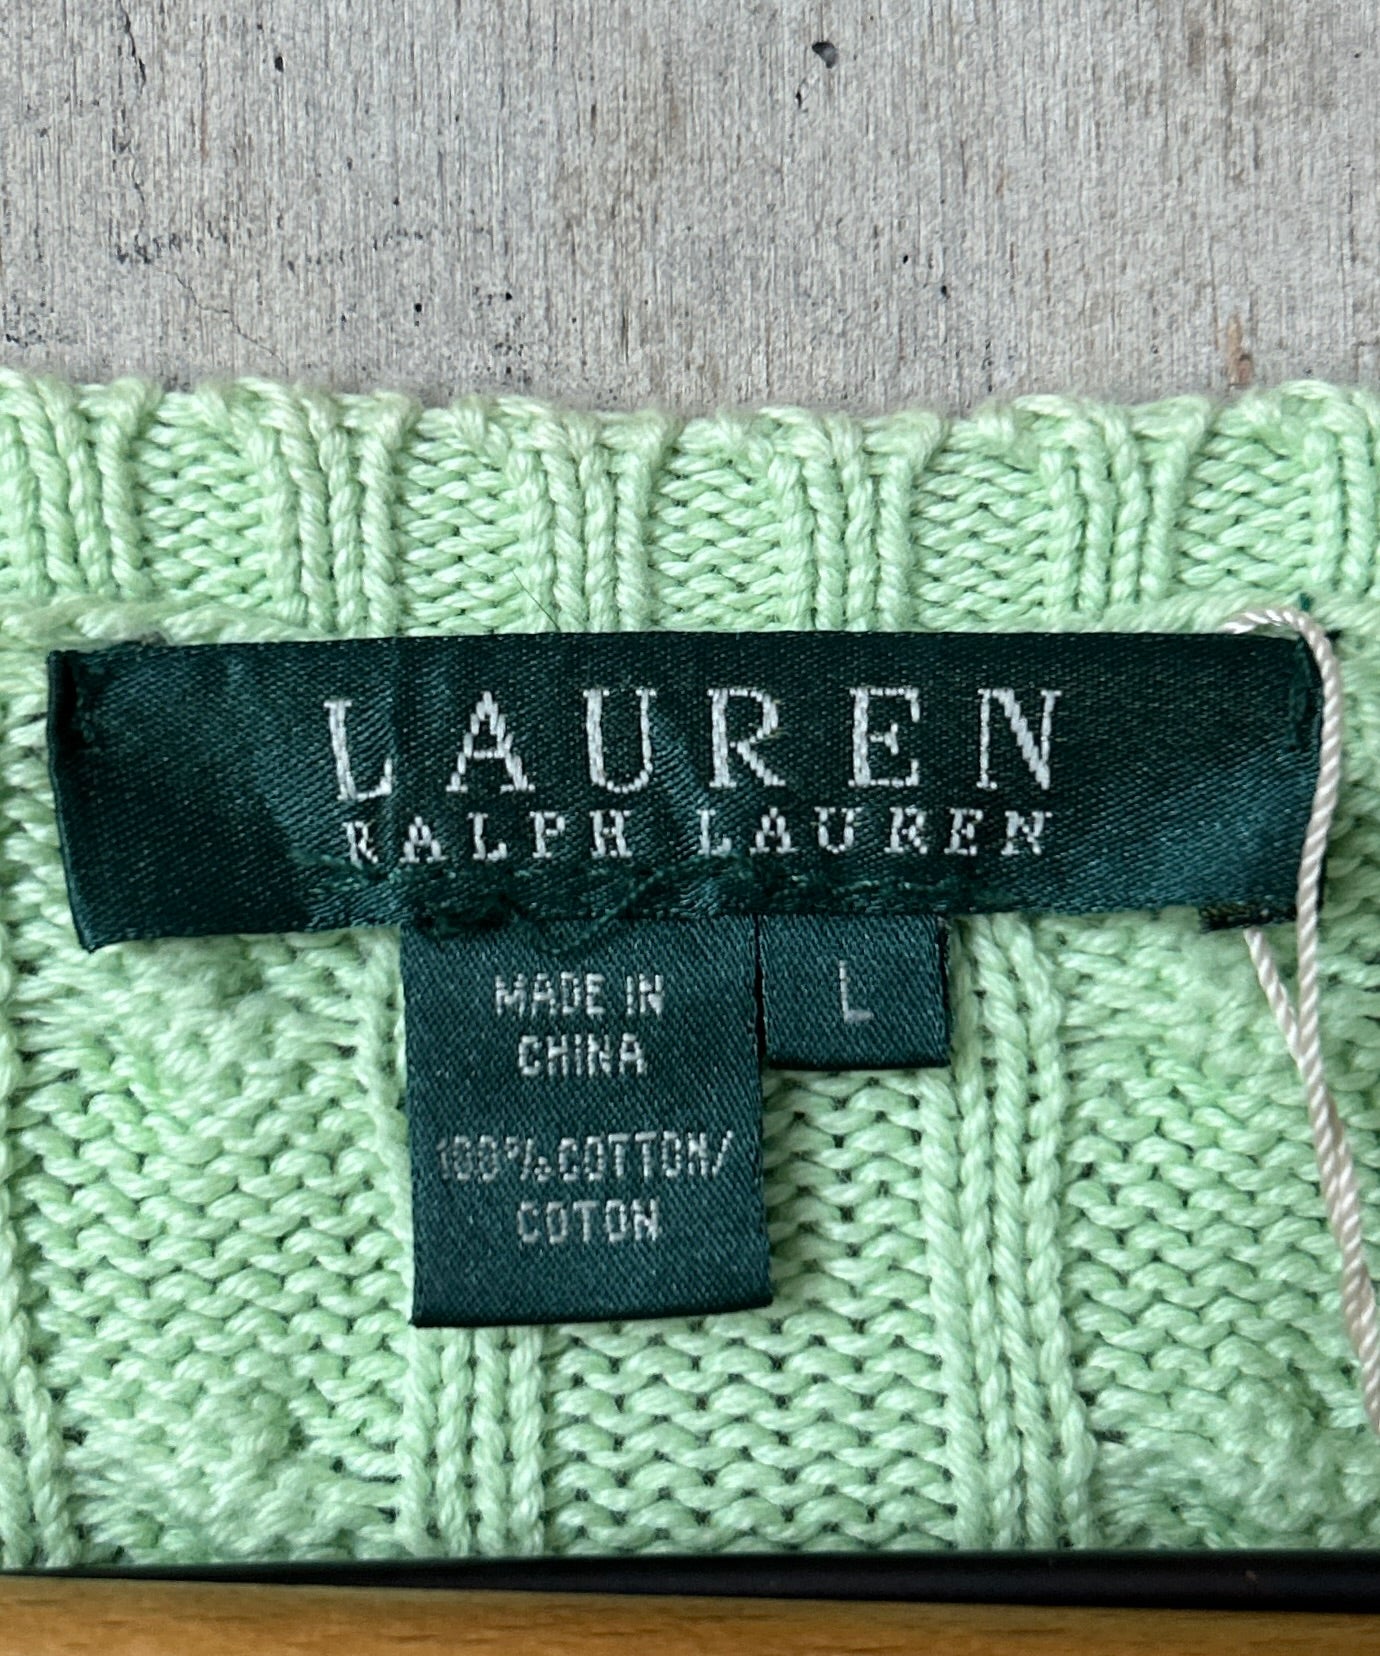 LAUREN
RALPH LAUREN
MADE IN
CHINA
100% COTTON/
COTON
L